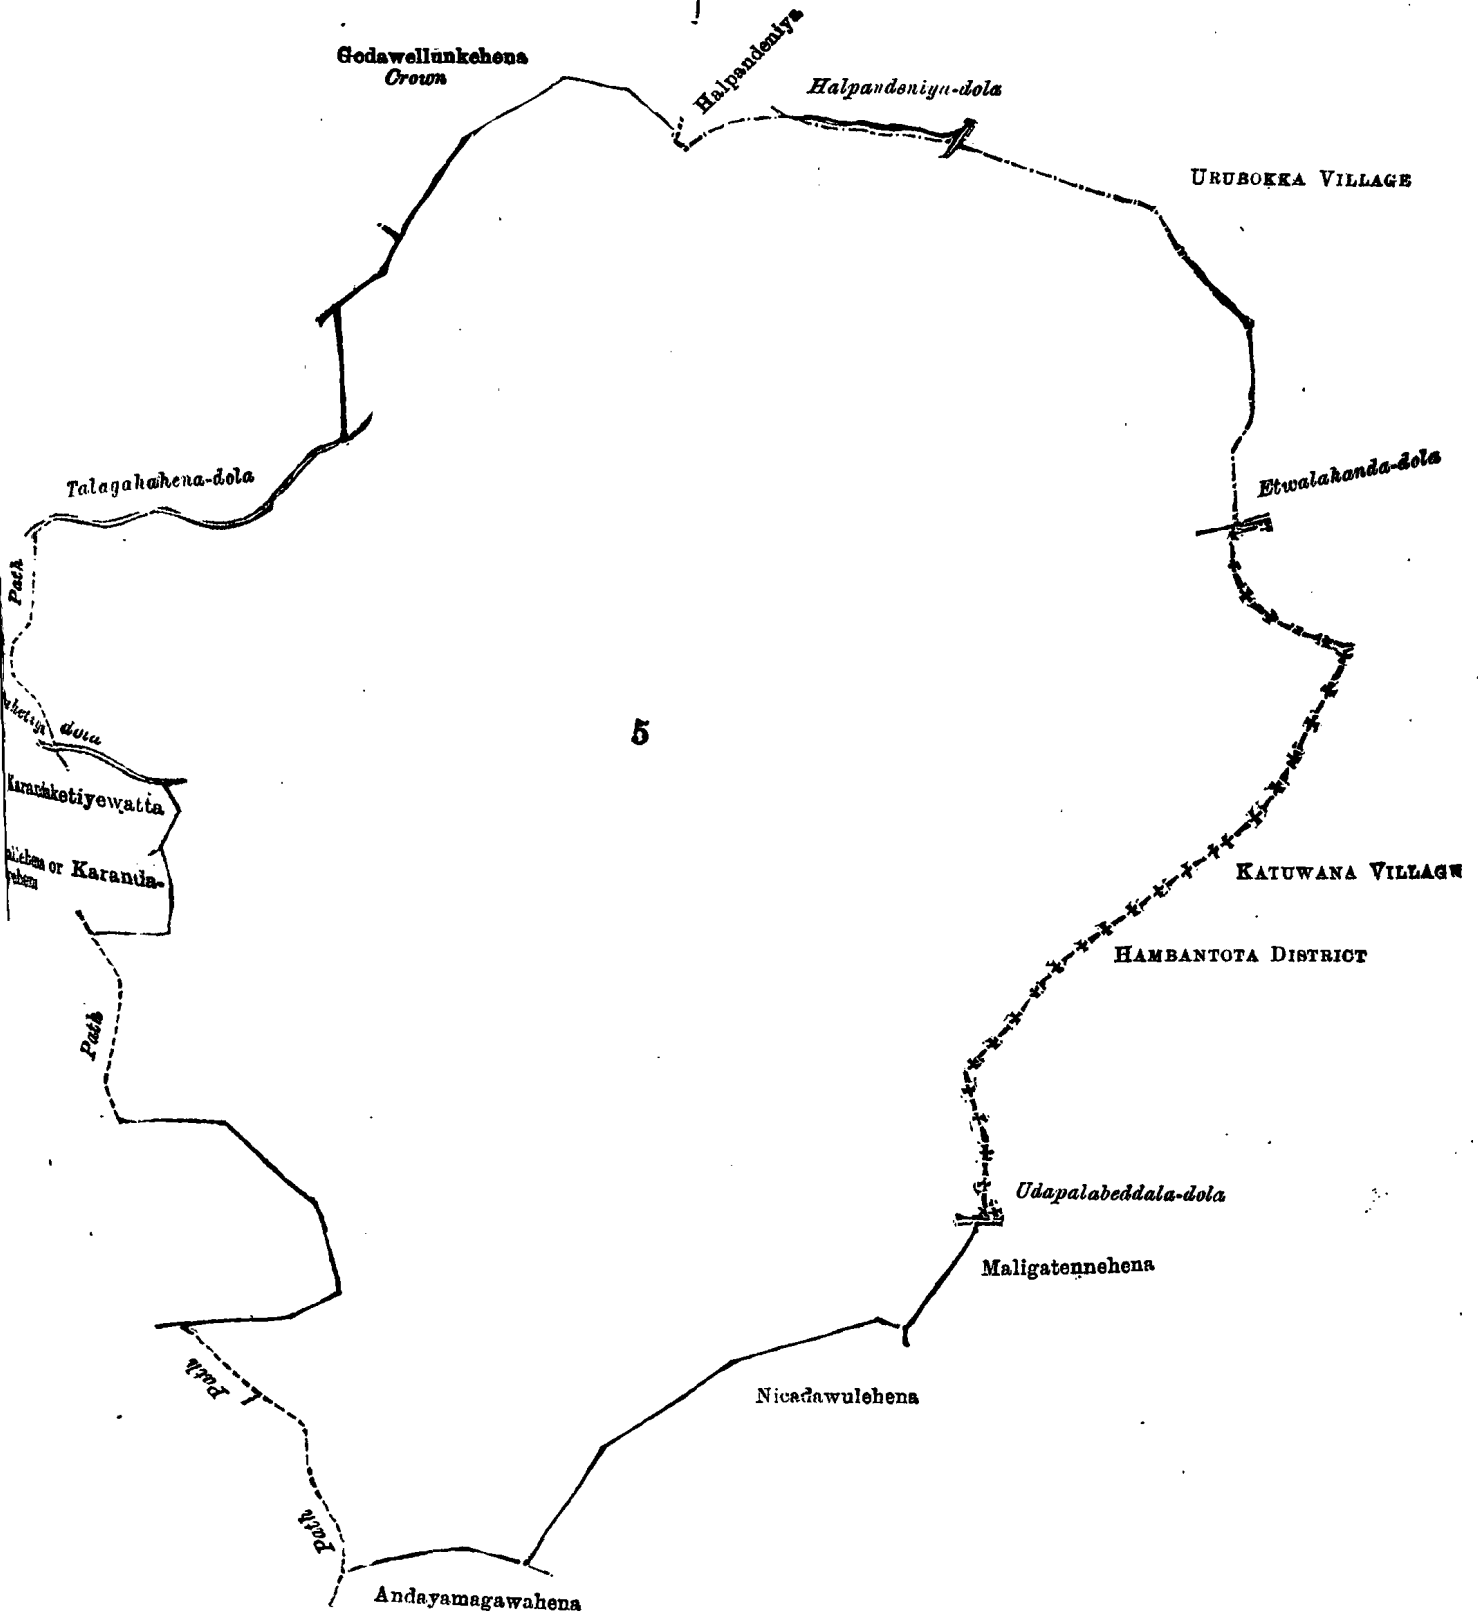 Godawellunkehena
Crown
Halpandeniya
Halpandeniya-dola
URUBOKKA VILLAGE
Talagahahena-dola
Etwalakanda-dola
Path
dola
5
Karandaketiyewatta
or Karanda-
KATUWANA VILLAGE
HAMBANTOTA DISTRICT
Path
Udapalabeddala-dola
Maligatennehena
Path
Nicadawulehena
Path
Andayamagawahena